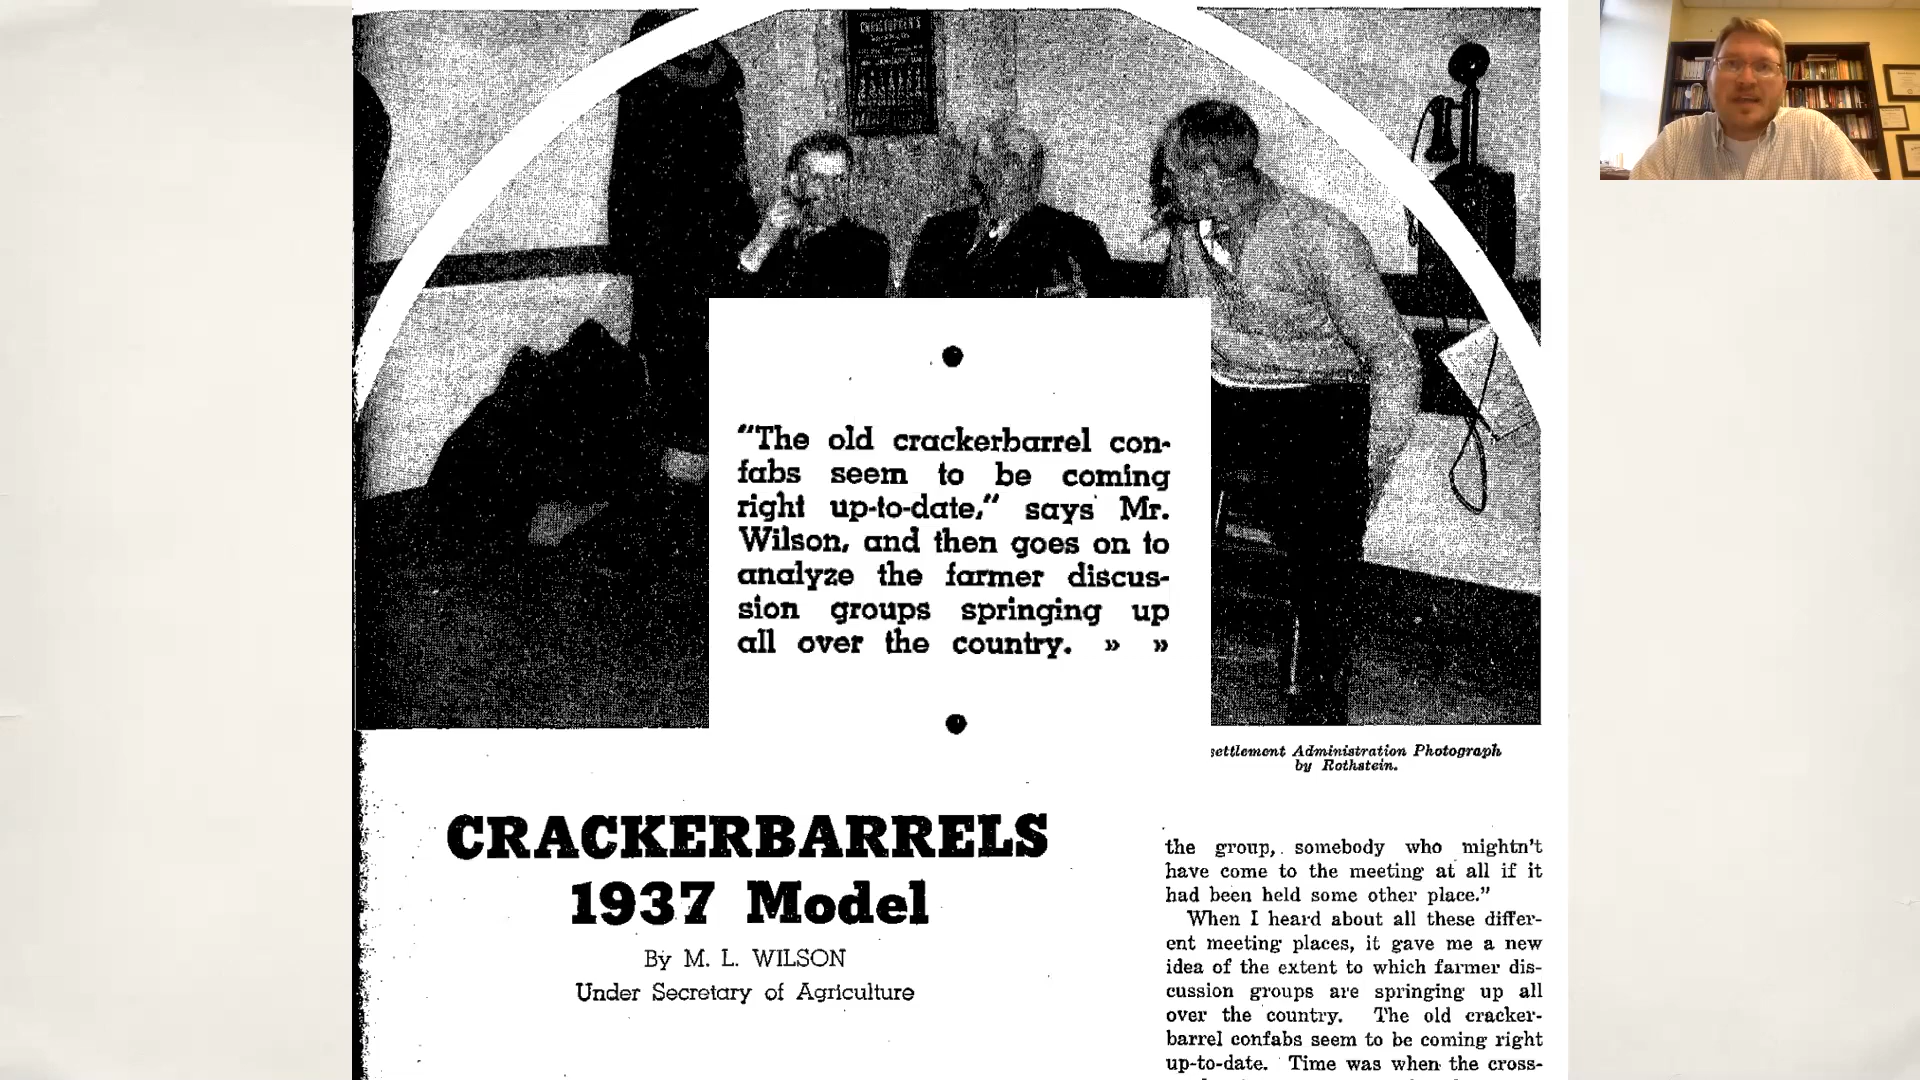 "The old crackerbarrel con-
fabs seem to be coming
right up-to-date," says Mr.
Wilson, and then goes on to
analyze the farmer discus-
sion groups springing up
all over the country. » »
settlement Administration Photograph
by Rothstein.
CRACKERBARRELS
1937 Model
By M. L. WILSON
Under Secretary of Agriculture
the group, somebody who mightn't
have come to the meeting at all if it
had been held some other place."
When I heard about all these differ-
ent meeting places, it gave me a new
idea of the extent to which farmer dis-
cussion groups are springing up all
over the country. The old cracker-
barrel confabs seem to be coming right
up-to-date. Time was when the cross-